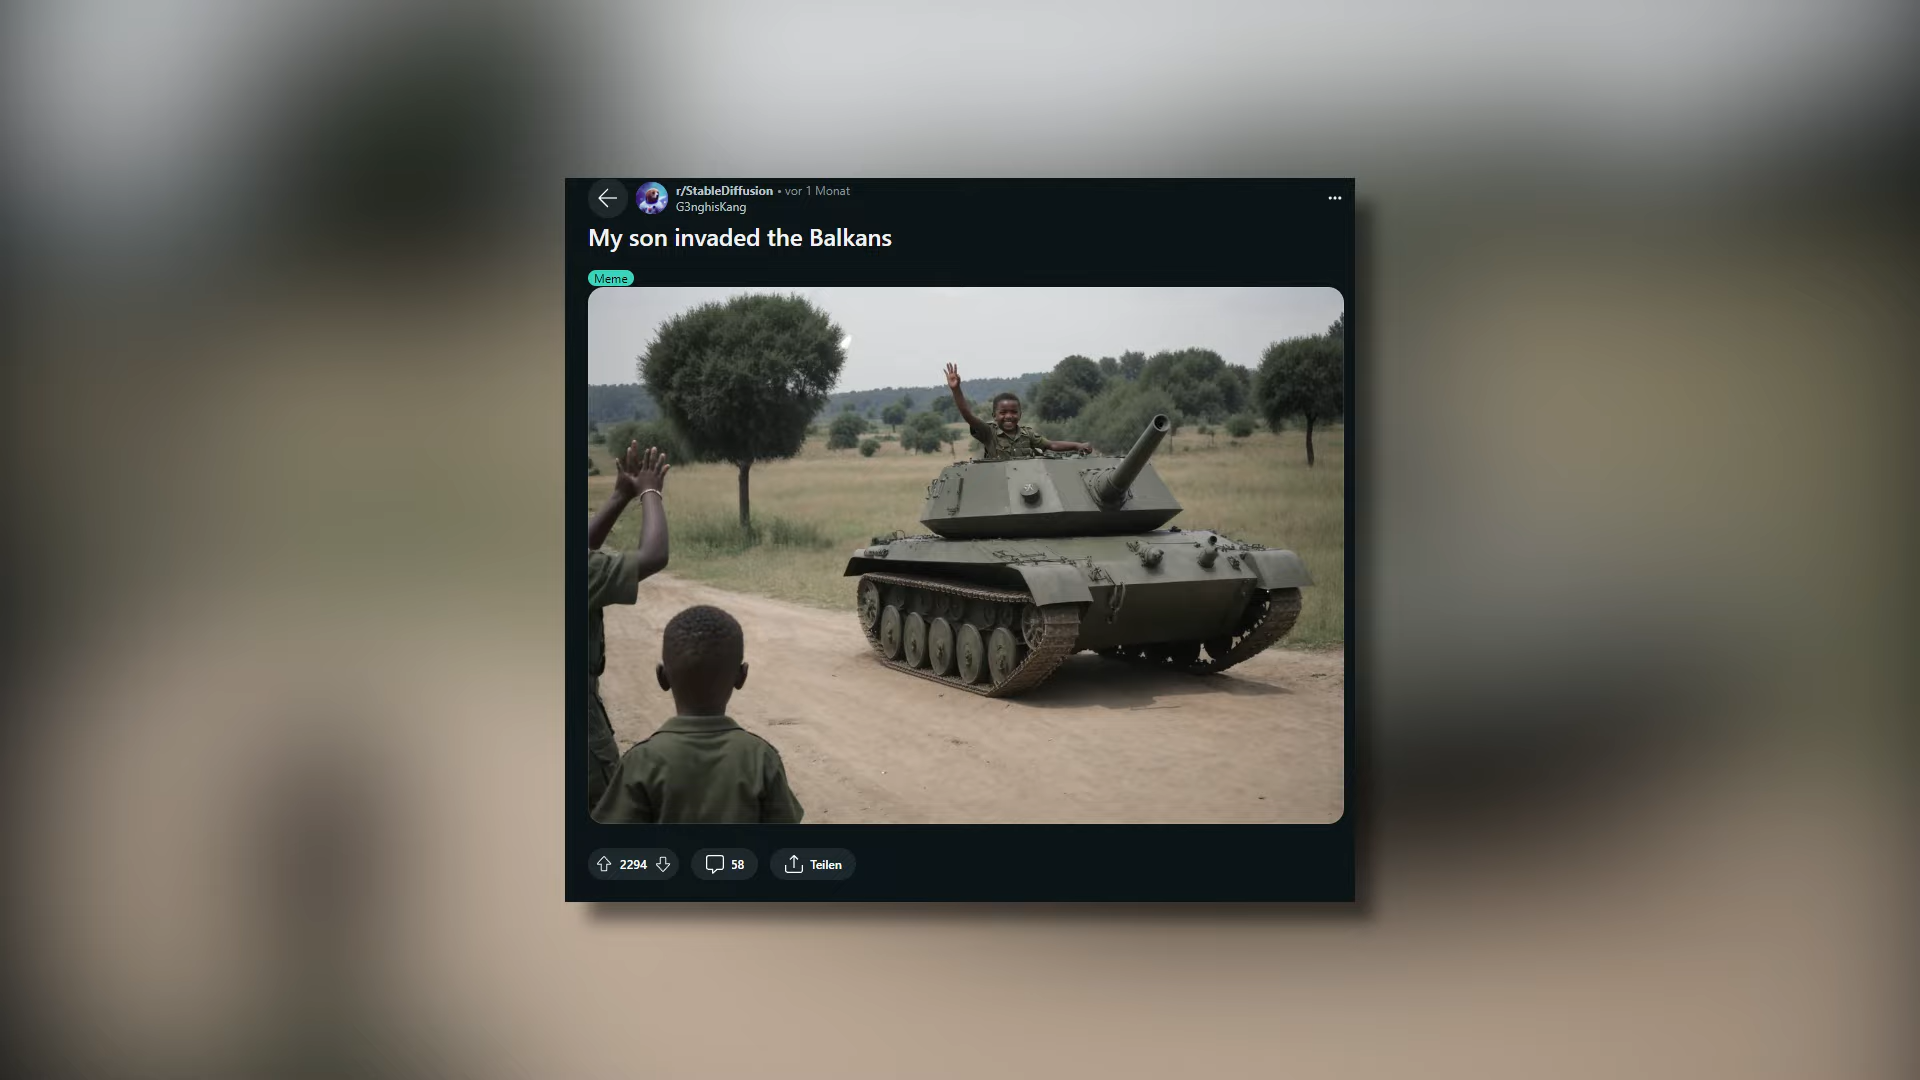 r/StableDiffusion • vor 1 Monat
G3nghisKang
My son invaded the Balkans
Meme
2294
58
Teilen